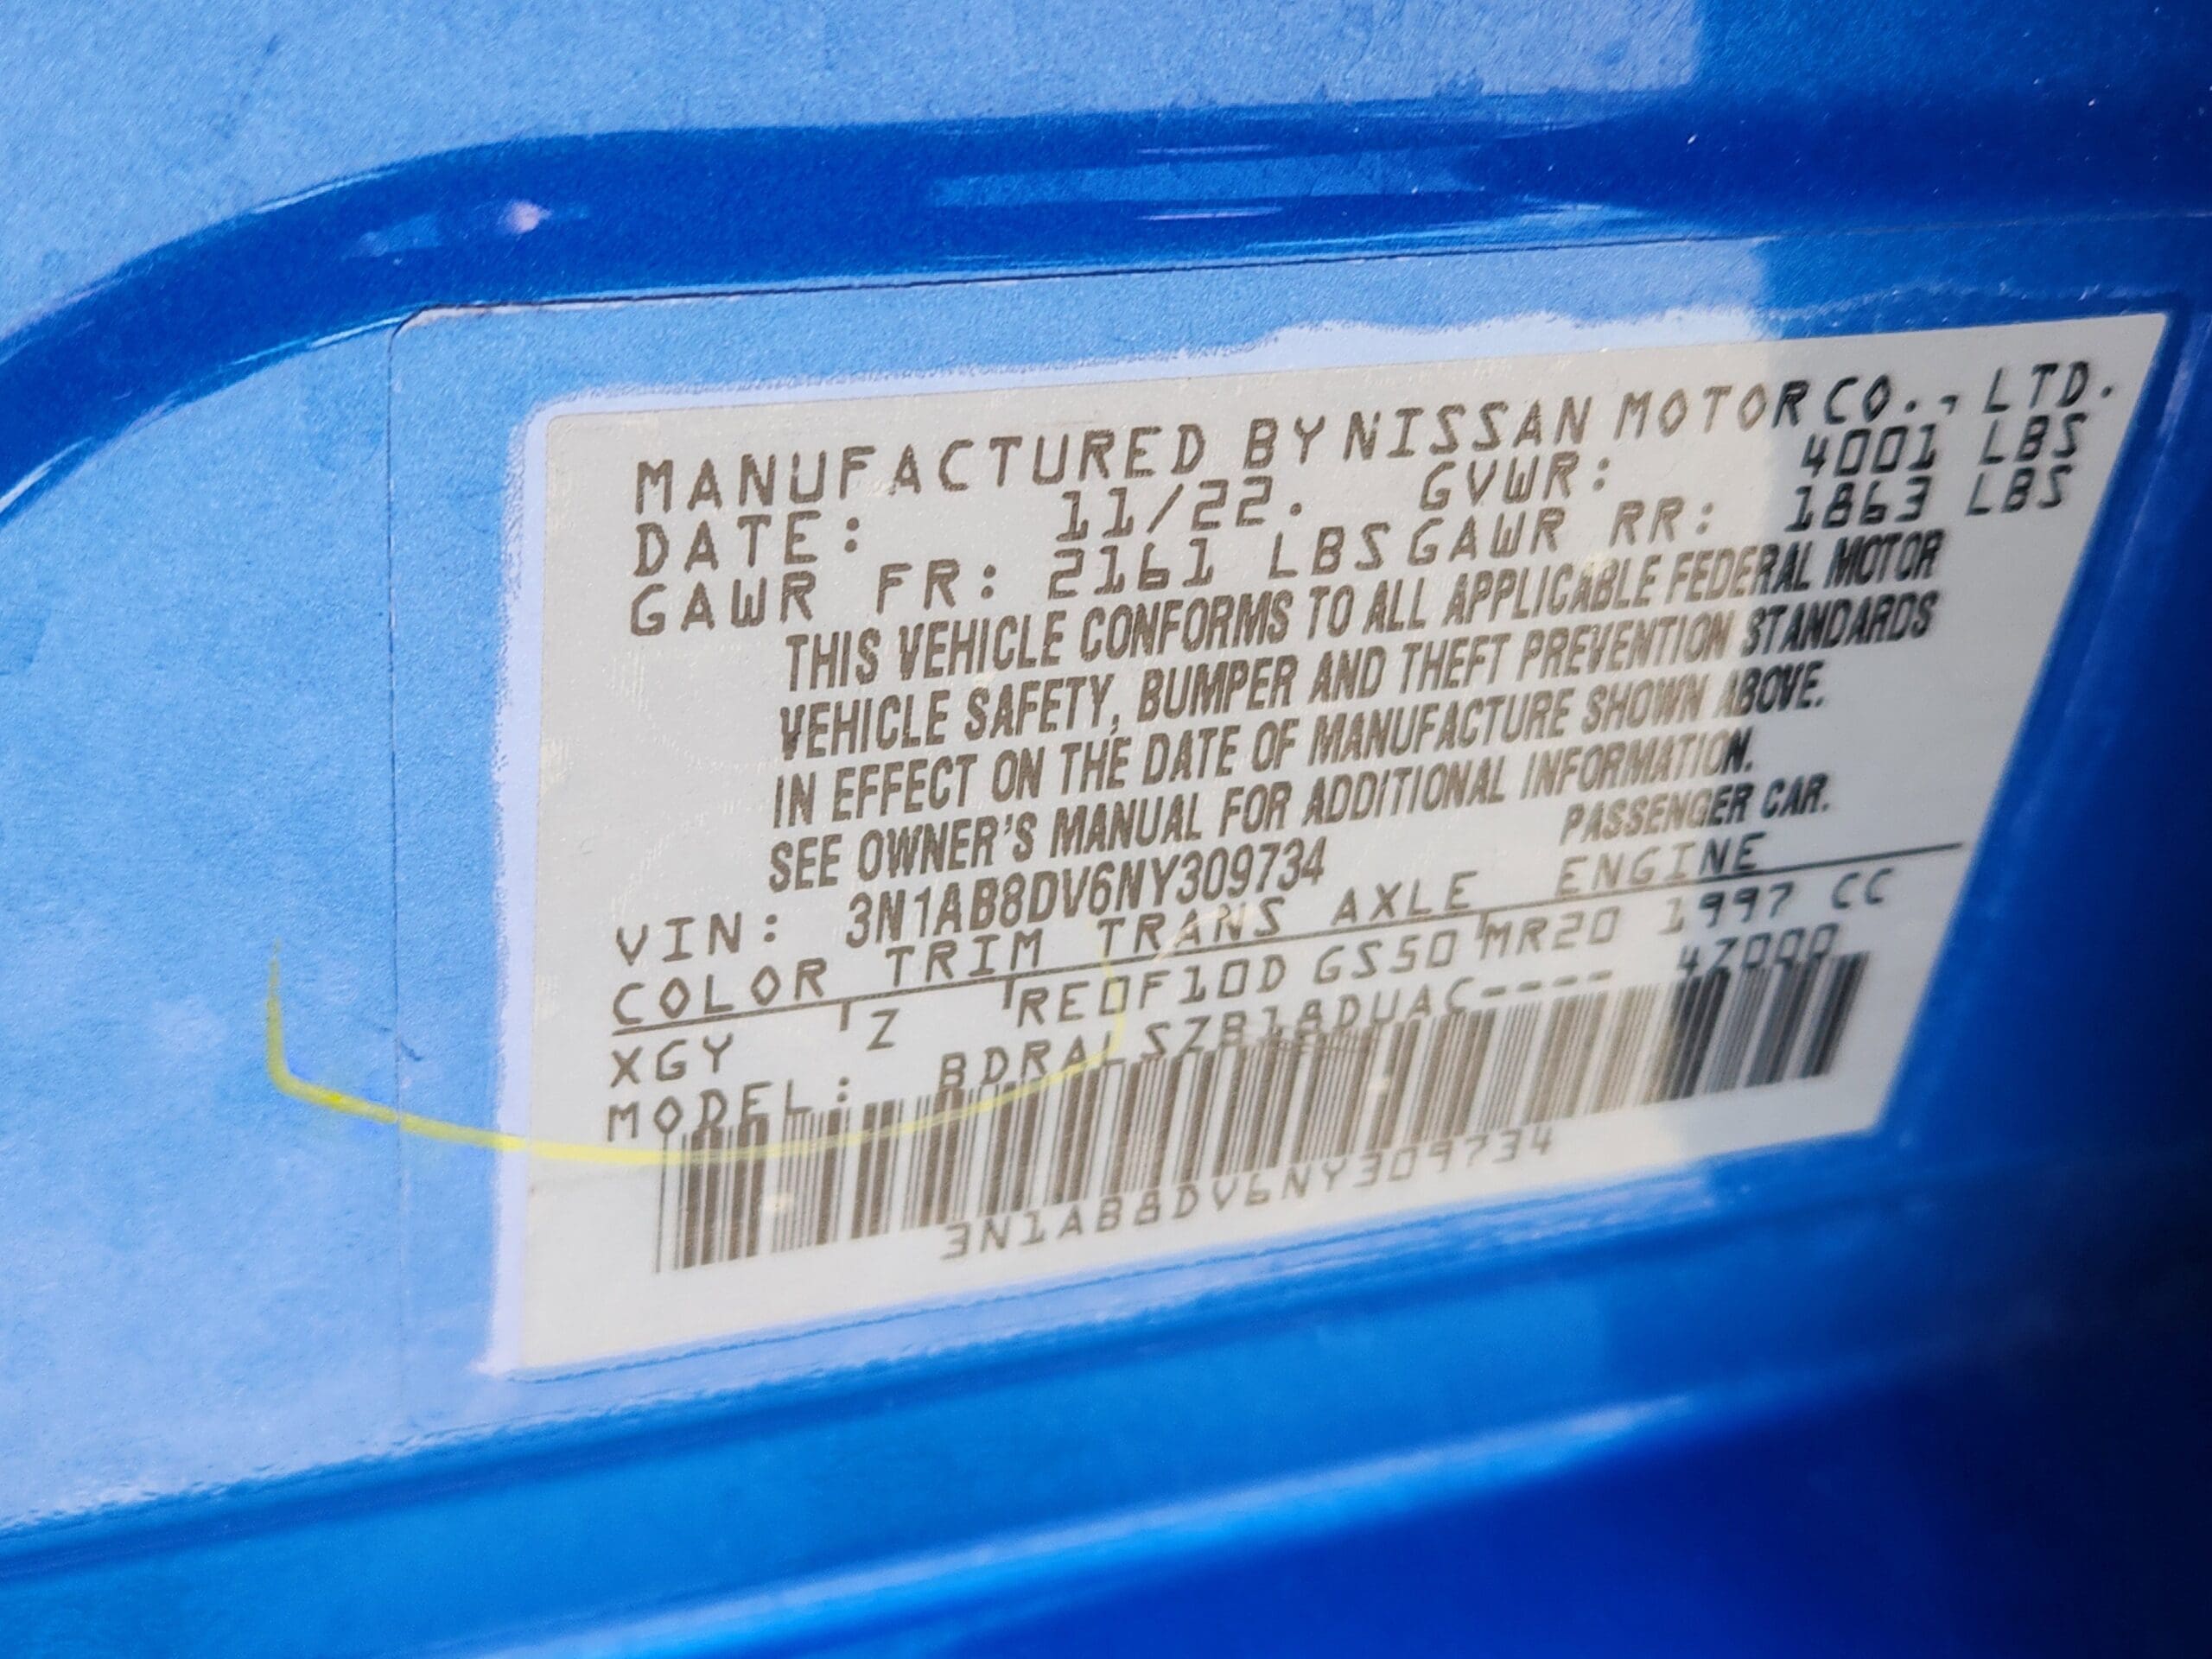 MANUFACTURED BY NISSAN MOTOR CO., LTD.
DATE: 11/22. GVWR: 4001 LBS
GAWR FR: 2161 LBS GAWR RR: 1863 LBS
THIS VEHICLE CONFORMS TO ALL APPLICABLE FEDERAL MOTOR
VEHICLE SAFETY, BUMPER AND THEFT PREVENTION STANDARDS
IN EFFECT ON THE DATE OF MANUFACTURE SHOWN ABOVE.
SEE OWNER'S MANUAL FOR ADDITIONAL INFORMATION.
VIN: 3N1AB8DV6NY309734 PASSENGER CAR.
COLOR TRIM TRANS AXLE ENGINE
XGY Z RE0F10D GS50 MR20 1997 CC
MODEL: BDRALSZB18DUAC---- 4Z000
3N1AB8DV6NY309734